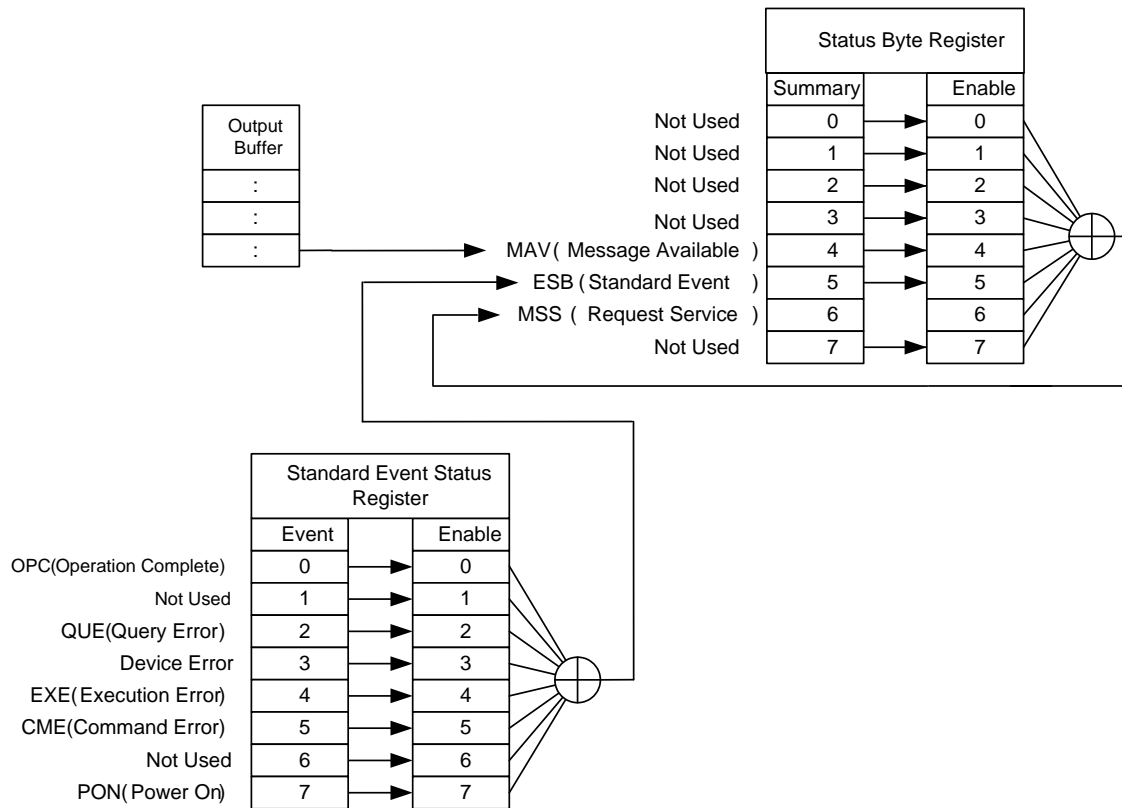 Status Byte Register
Summary Enable
Output
Buffer
:
:
:
Not Used 0 0
Not Used 1 1
Not Used 2 2
Not Used 3 3
MAV( Message Available ) 4 4
ESB ( Standard Event ) 5 5
MSS ( Request Service ) 6 6
Not Used 7 7
Standard Event Status
Register
Event Enable
OPC(Operation Complete) 0 0
Not Used 1 1
QUE(Query Error) 2 2
Device Error 3 3
EXE(Execution Error) 4 4
CME(Command Error) 5 5
Not Used 6 6
PON(Power On) 7 7